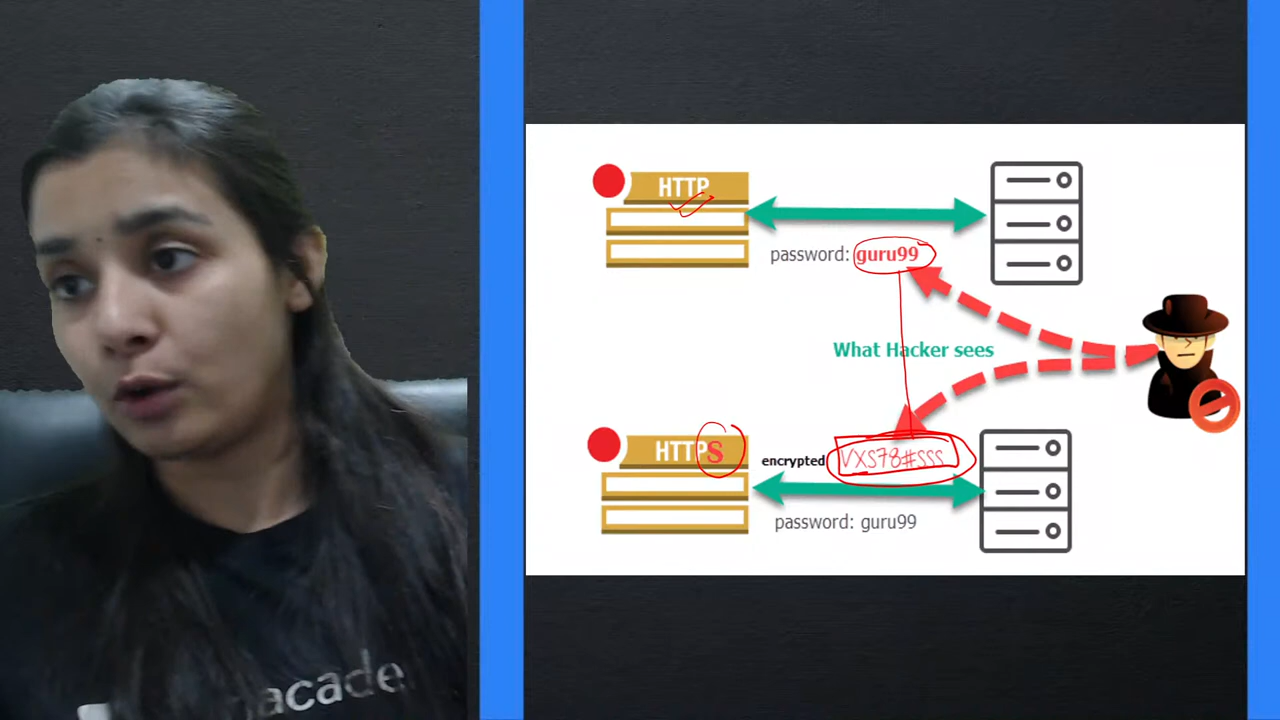 HTTP
password: guru99
What Hacker sees
HTTPS
encrypted VXS78#SSS
password: guru99
acade